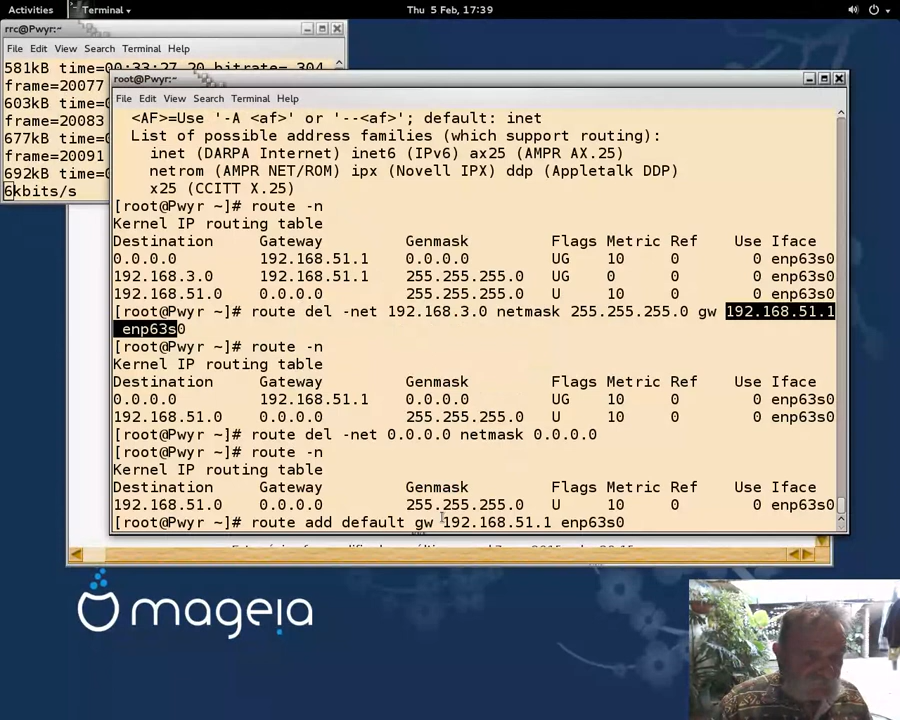 Activities Terminal Thu 5 Feb, 17:39
rrc@Pwyr:~
File Edit View Search Terminal Help
581kB time=00:33:27.20 bitrate= 304
frame=20077
603kB time=0
frame=20083
677kB time=0
frame=20091
692kB time=0
6kbits/s
root@Pwyr:~
File Edit View Search Terminal Help
<AF>=Use '-A <af>' or '--<af>'; default: inet
List of possible address families (which support routing):
inet (DARPA Internet) inet6 (IPv6) ax25 (AMPR AX.25)
netrom (AMPR NET/ROM) ipx (Novell IPX) ddp (Appletalk DDP)
x25 (CCITT X.25)
[root@Pwyr ~]# route -n
Kernel IP routing table
Destination Gateway Genmask Flags Metric Ref Use Iface
0.0.0.0 192.168.51.1 0.0.0.0 UG 10 0 0 enp63s0
192.168.3.0 192.168.51.1 255.255.255.0 UG 0 0 0 enp63s0
192.168.51.0 0.0.0.0 255.255.255.0 U 10 0 0 enp63s0
[root@Pwyr ~]# route del -net 192.168.3.0 netmask 255.255.255.0 gw 192.168.51.1
enp63s0
[root@Pwyr ~]# route -n
Kernel IP routing table
Destination Gateway Genmask Flags Metric Ref Use Iface
0.0.0.0 192.168.51.1 0.0.0.0 UG 10 0 0 enp63s0
192.168.51.0 0.0.0.0 255.255.255.0 U 10 0 0 enp63s0
[root@Pwyr ~]# route del -net 0.0.0.0 netmask 0.0.0.0
[root@Pwyr ~]# route -n
Kernel IP routing table
Destination Gateway Genmask Flags Metric Ref Use Iface
192.168.51.0 0.0.0.0 255.255.255.0 U 10 0 0 enp63s0
[root@Pwyr ~]# route add default gw 192.168.51.1 enp63s0
mageia